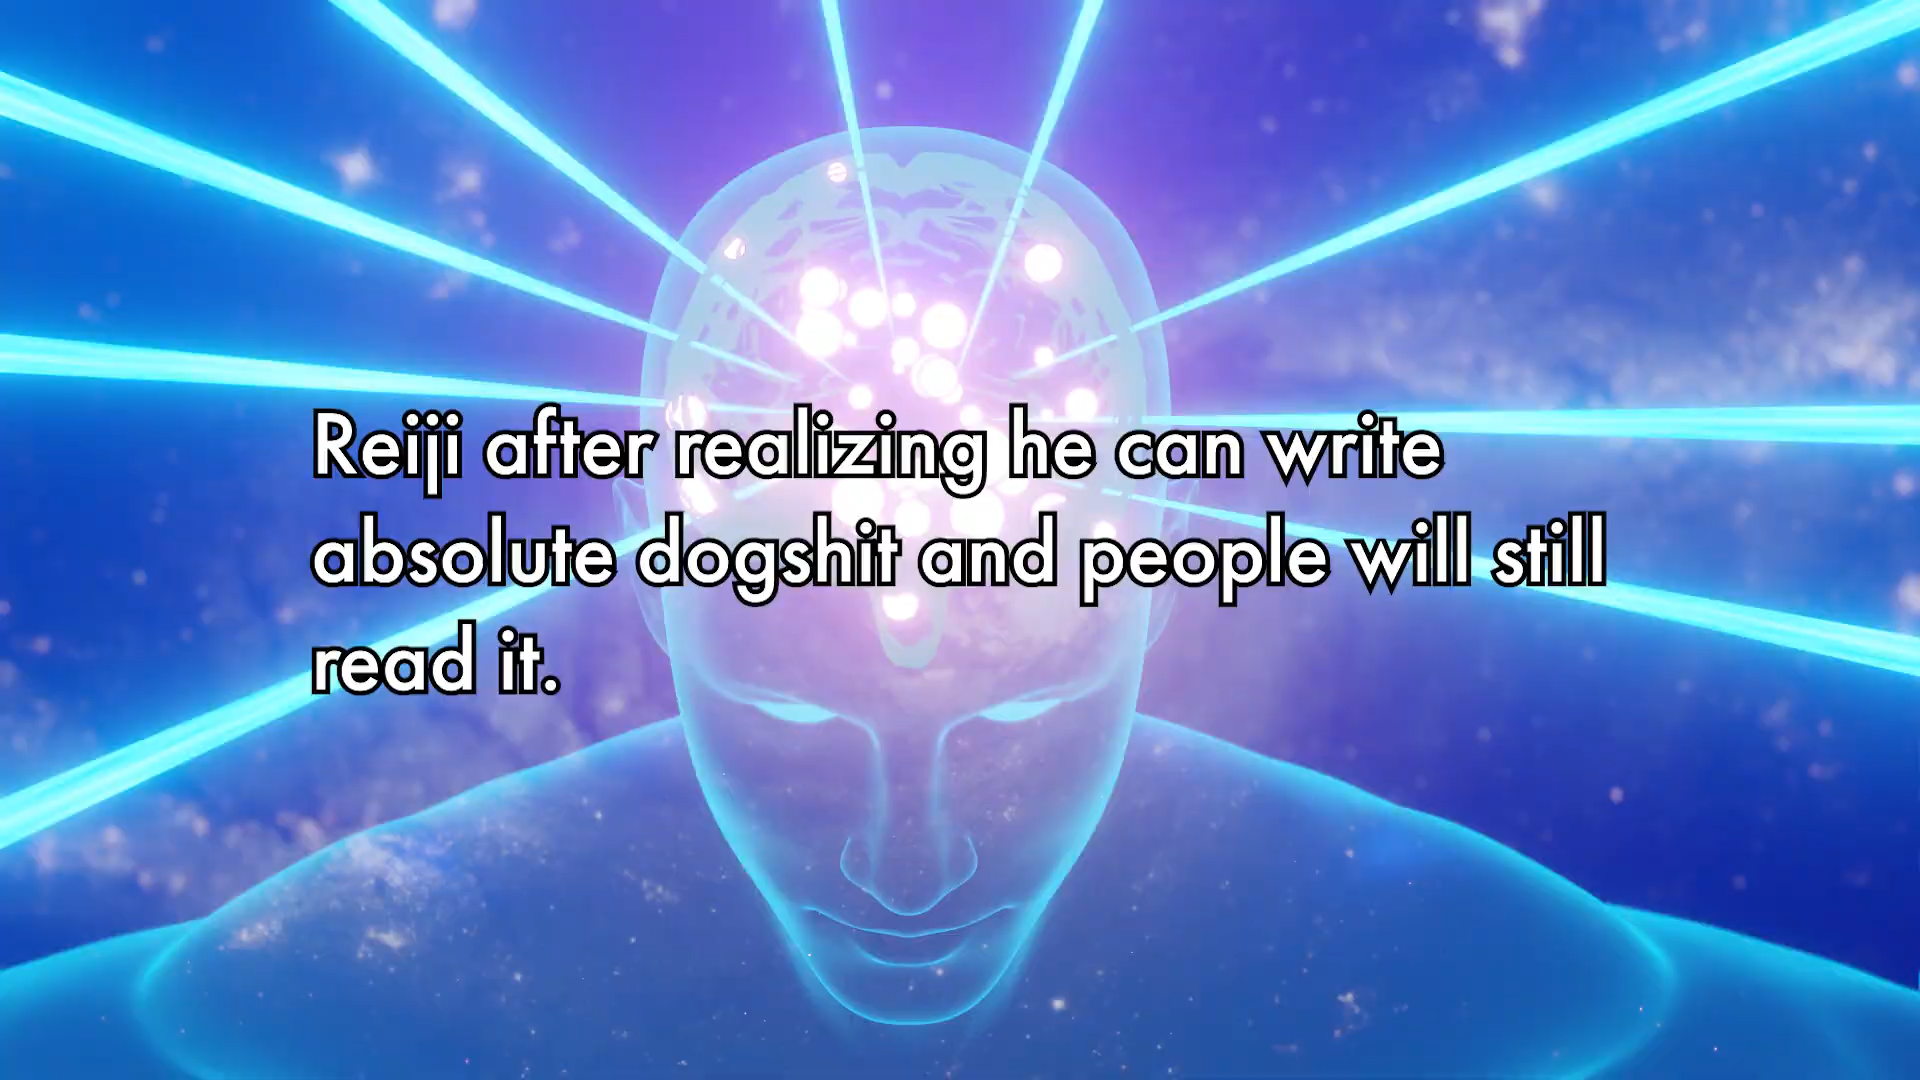 Reiji after realizing he can write
absolute dogshit and people will still
read it.